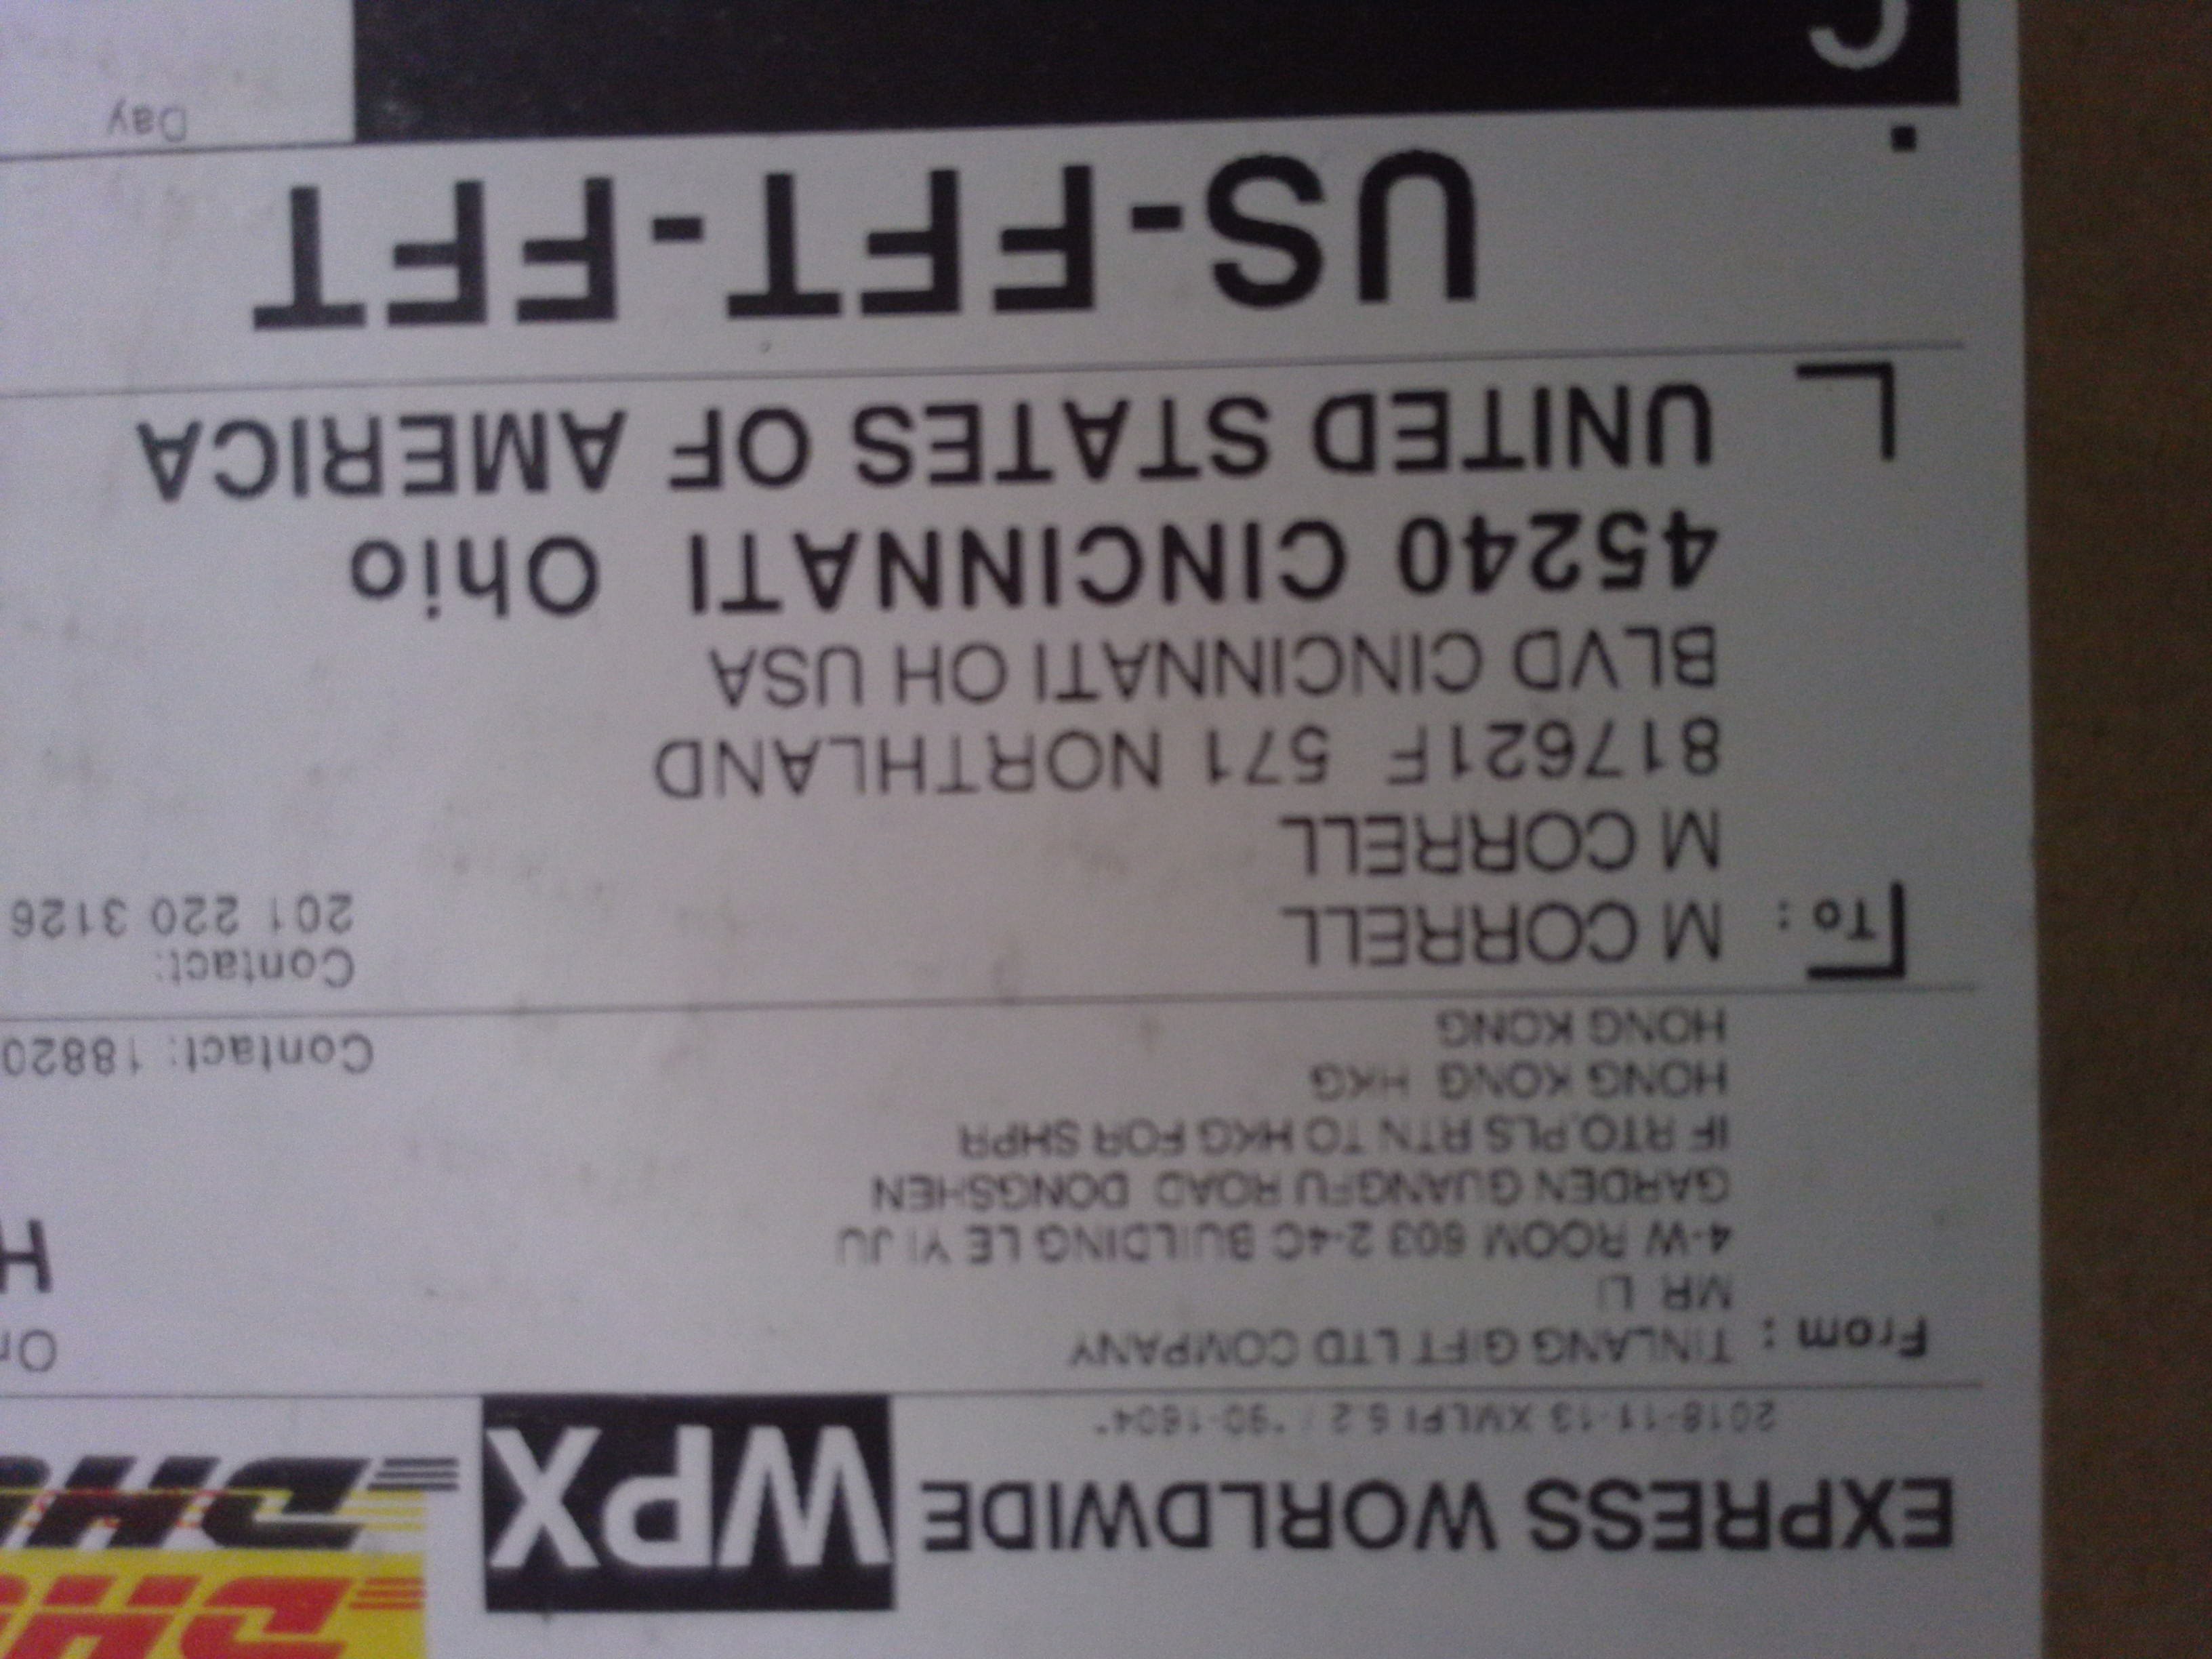 EXPRESS WORLDWIDE
WPX
DHL
2018-11-13 XMLPI 6.2 / *90-1604*
From :
TINLANG GIFT LTD COMPANY
MR LI
4-W ROOM 603 2-4C BUILDING LE YI JU
GARDEN GUANGFU ROAD DONGSHEN
IF RTO,PLS RTN TO HKG FOR SHPR
HONG KONG HKG
HONG KONG
Contact: 18820
To :
M CORRELL
M CORRELL
817621F 571 NORTHLAND
BLVD CINCINNATI OH USA
45240 CINCINNATI Ohio
UNITED STATES OF AMERICA
Contact:
201 220 3126
US-FFT-FFT
C
Day